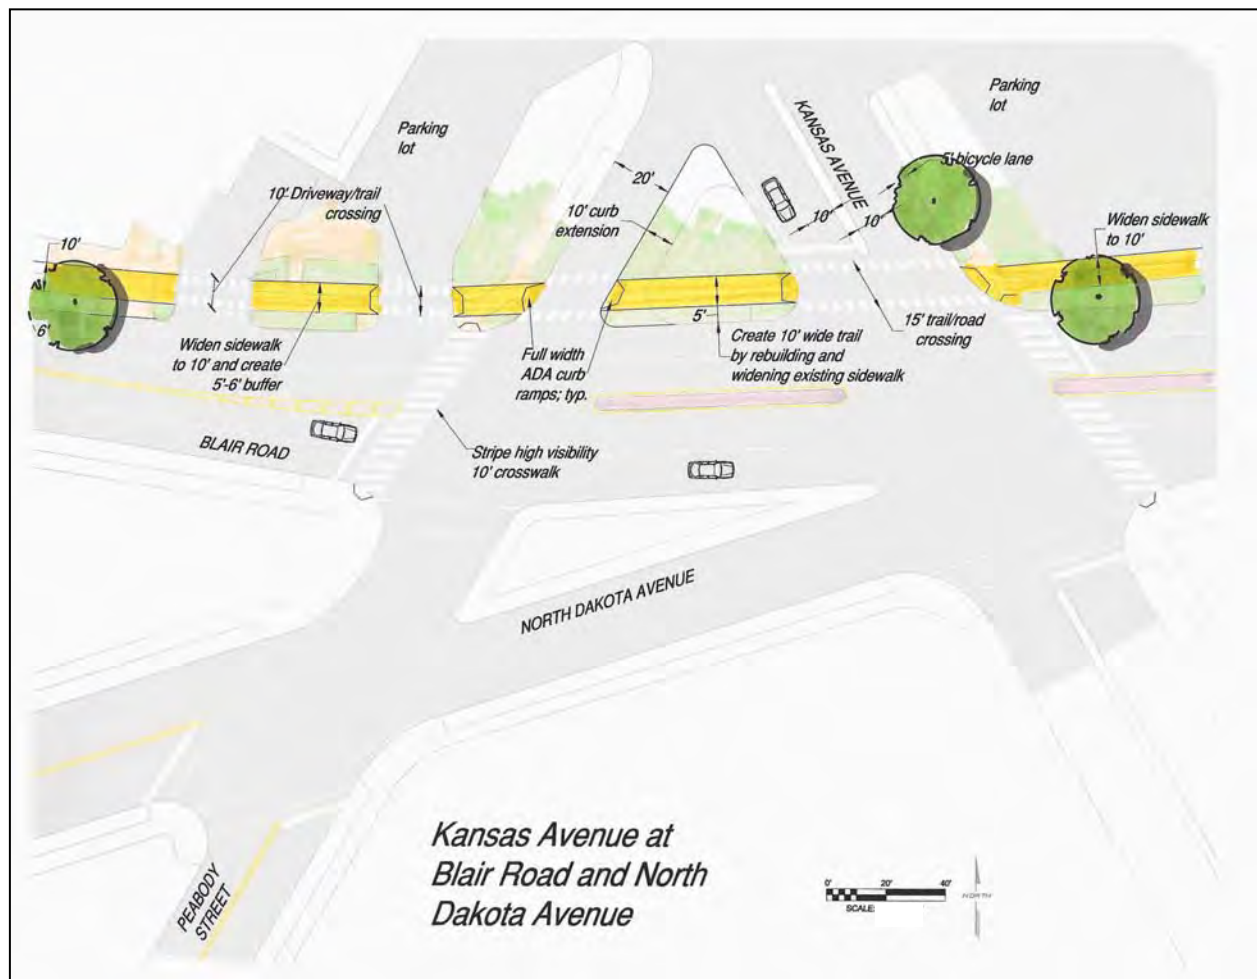 Parking
lot
KANSAS AVENUE
Parking
lot
5' bicycle lane
20'
10' Driveway/trail
crossing
10' curb
extension
10'
10'
Widen sidewalk
to 10'
10'
6'
5'
15' trail/road
crossing
Widen sidewalk
to 10' and create
5'-6' buffer
Full width
ADA curb
ramps; typ.
Create 10' wide trail
by rebuilding and
widening existing sidewalk
BLAIR ROAD
Stripe high visibility
10' crosswalk
NORTH DAKOTA AVENUE
PEABODY
STREET
Kansas Avenue at
Blair Road and North
Dakota Avenue
0' 20' 40'
SCALE:
NORTH